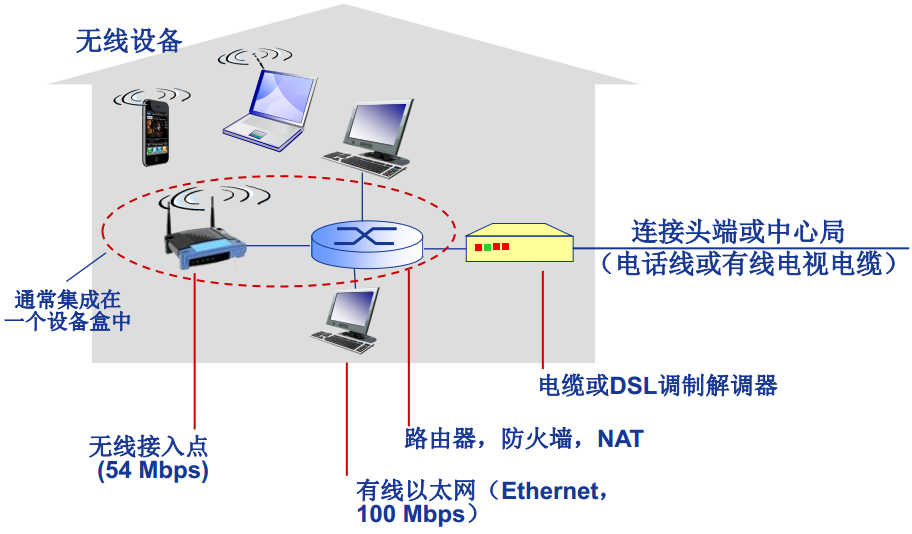 无线设备
连接头端或中心局
（电话线或有线电视电缆）
通常集成在
一个设备盒中
电缆或DSL调制解调器
无线接入点
(54 Mbps)
路由器，防火墙，NAT
有线以太网（Ethernet，
100 Mbps）